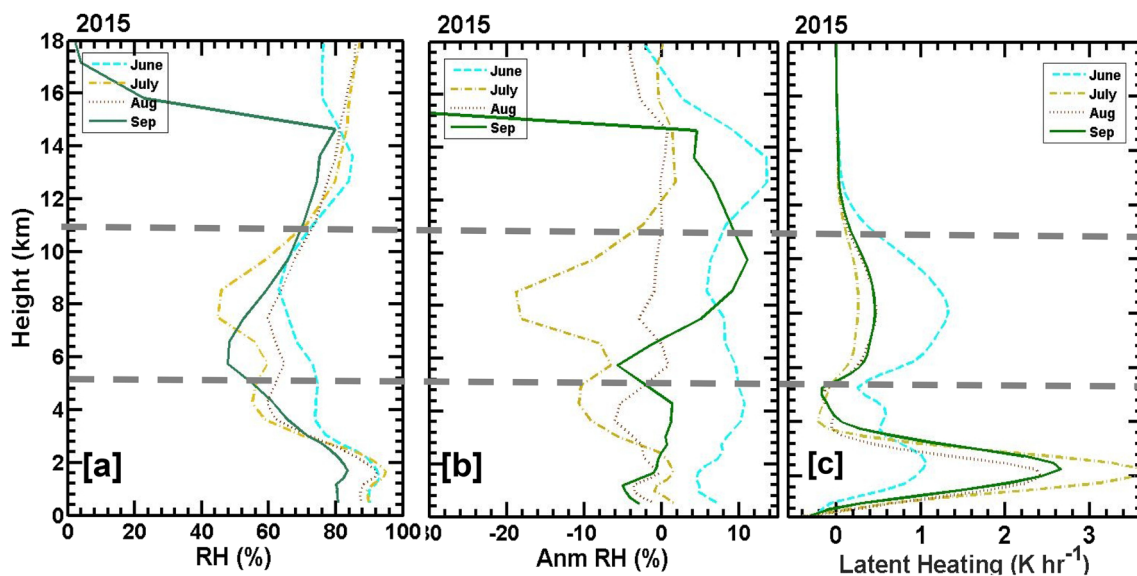 2015
2015
2015
18
16
14
12
10
8
6
4
2
0
Height (km)
June
July
Aug
Sep
[a]
0 20 40 60 80 100
RH (%)
June
July
Aug
Sep
[b]
-20 -10 0 10
Anm RH (%)
June
July
Aug
Sep
[c]
0 1 2 3
Latent Heating (K hr-1)